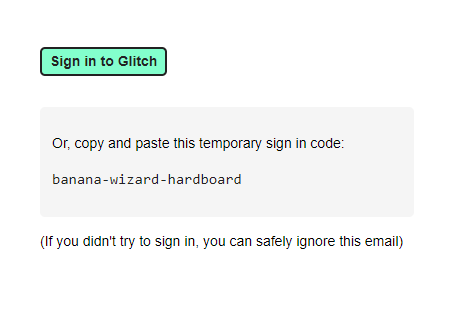 Sign in to Glitch
Or, copy and paste this temporary sign in code:
banana-wizard-hardboard
(If you didn't try to sign in, you can safely ignore this email)